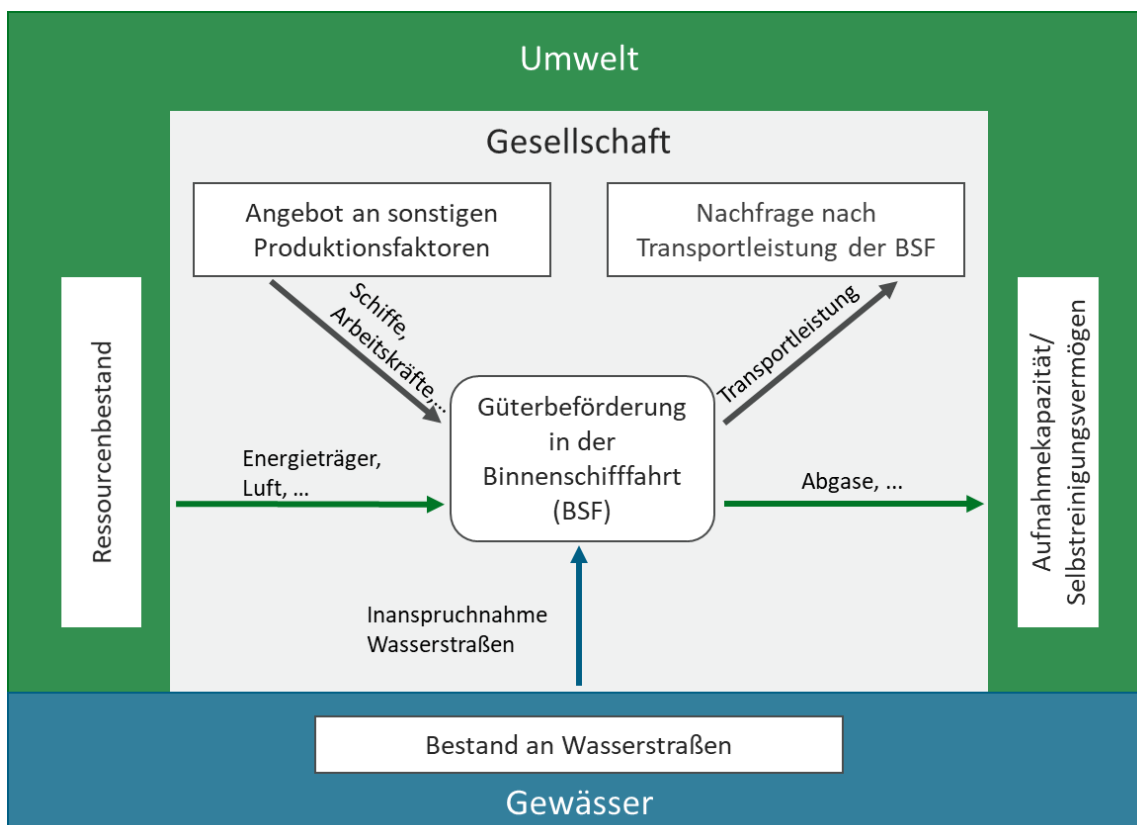 Umwelt
Gesellschaft
Angebot an sonstigen
Produktionsfaktoren
Nachfrage nach
Transportleistung der BSF
Schiffe,
Arbeitskräfte,...
Transportleistung
Ressourcenbestand
Energieträger,
Luft, ...
Güterbeförderung
in der
Binnenschifffahrt
(BSF)
Abgase, ...
Aufnahmekapazität/
Selbstreinigungsvermögen
Inanspruchnahme
Wasserstraßen
Bestand an Wasserstraßen
Gewässer